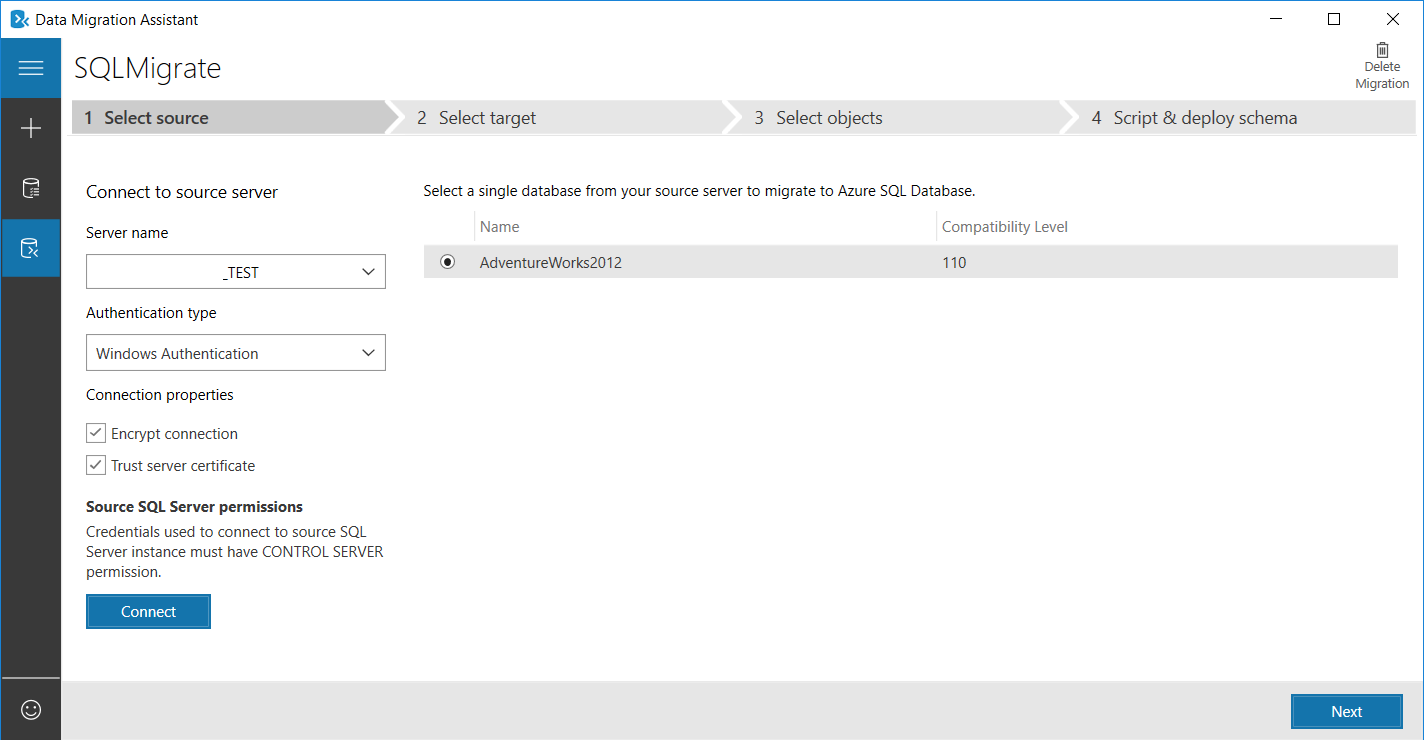 Data Migration Assistant
SQLMigrate
Delete
Migration
1 Select source
2 Select target
3 Select objects
4 Script & deploy schema
Connect to source server
Server name
_TEST
Authentication type
Windows Authentication
Connection properties
Encrypt connection
Trust server certificate
Source SQL Server permissions
Credentials used to connect to source SQL
Server instance must have CONTROL SERVER
permission.
Connect
Select a single database from your source server to migrate to Azure SQL Database.
Name Compatibility Level
AdventureWorks2012 110
Next